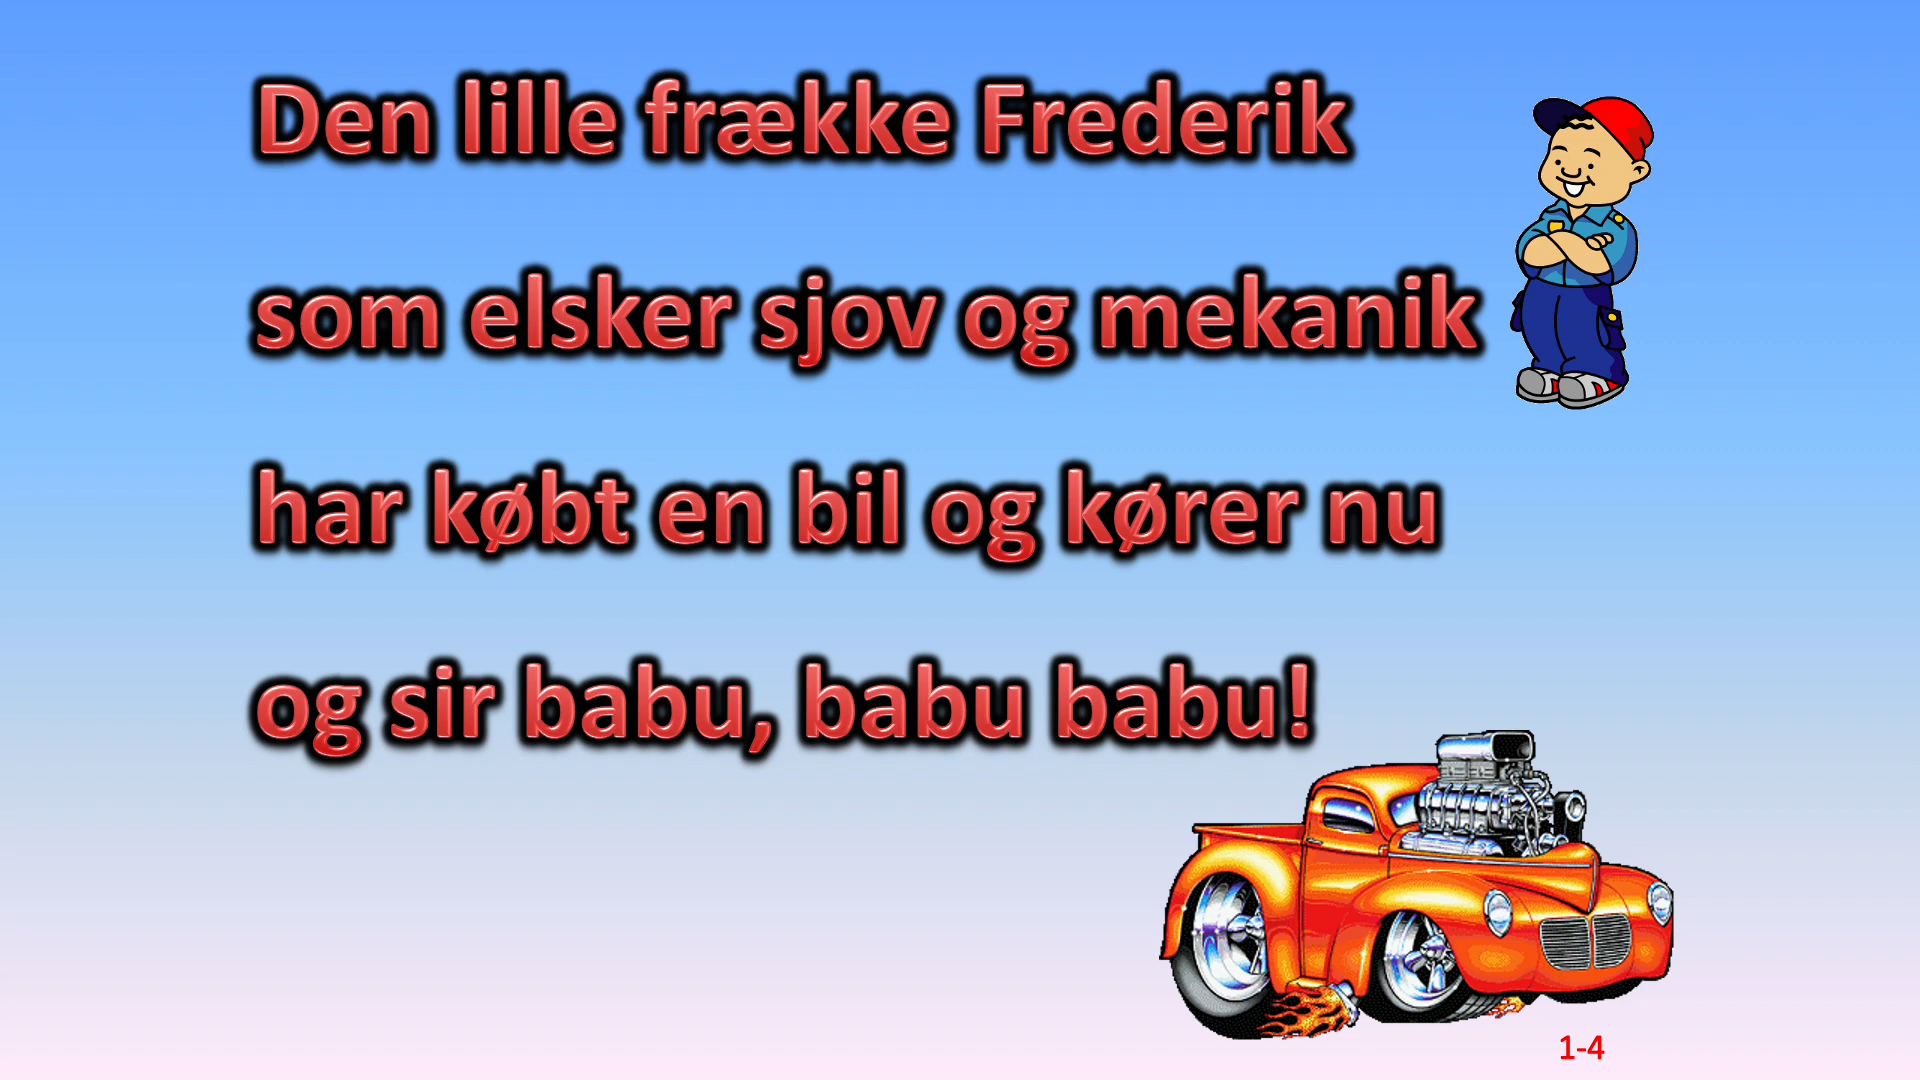 Den lille frække Frederik
som elsker sjov og mekanik
har købt en bil og kører nu
og sir babu, babu babu!
1-4